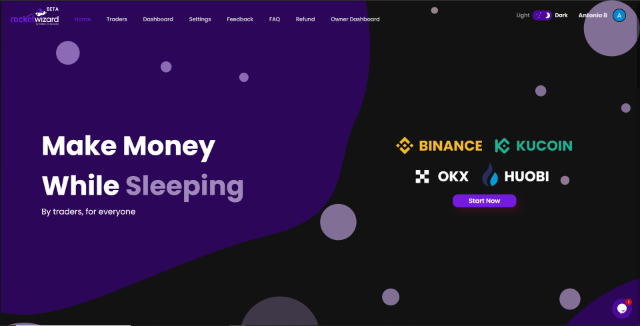 BETA
rocketwizard
Home Traders Dashboard Settings Feedback FAQ Refund Owner Dashboard
Light Dark Antonio B A
Make Money
While Sleeping
By traders, for everyone
BINANCE KUCOIN
OKX HUOBI
Start Now